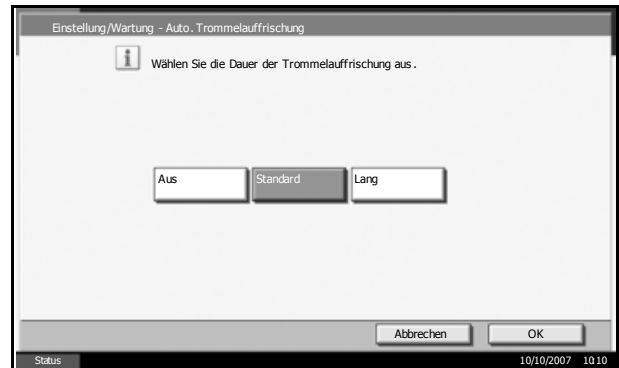 Einstellung/Wartung - Auto. Trommelauffrischung
Wählen Sie die Dauer der Trommelauffrischung aus.
Aus Standard Lang
Abbrechen OK
Status 10/10/2007 10:10